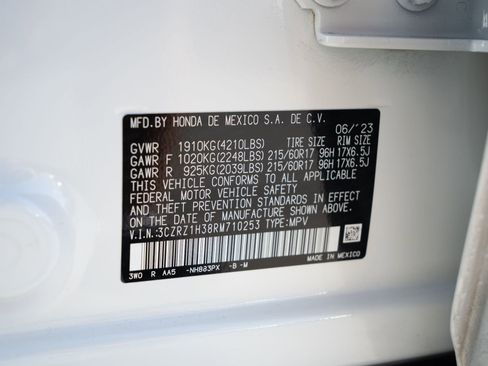 MFD.BY HONDA DE MEXICO S.A. DE C.V.
06/'23
GVWR 1910KG(4210LBS) TIRE SIZE RIM SIZE
GAWR F 1020KG(2248LBS) 215/60R17 96H 17X6.5J
GAWR R 925KG(2039LBS) 215/60R17 96H 17X6.5J
THIS VEHICLE CONFORMS TO ALL APPLICABLE
FEDERAL MOTOR VEHICLE SAFETY
AND THEFT PREVENTION STANDARDS IN EFFECT ON
THE DATE OF MANUFACTURE SHOWN ABOVE.
V.I.N.:3CZRZ1H38RM710253 TYPE:MPV
3W0 R AA5 -NH883PX -B -M MADE IN MEXICO